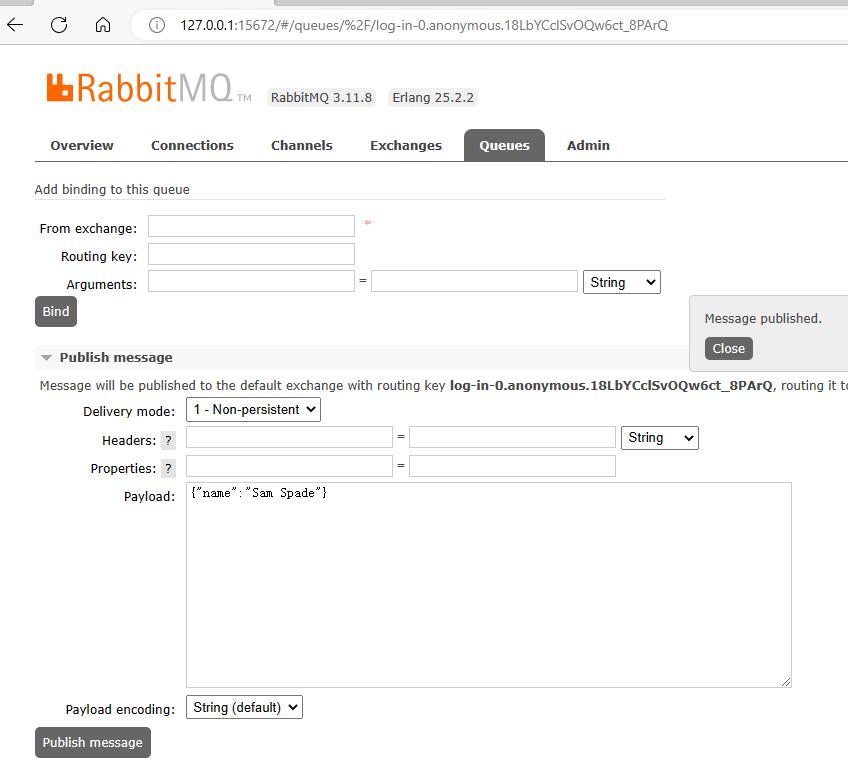 127.0.0.1:15672/#/queues/%2F/log-in-0.anonymous.18LbYCclSvOQw6ct_8PArQ
RabbitMQ TM RabbitMQ 3.11.8 Erlang 25.2.2
Overview Connections Channels Exchanges Queues Admin
Add binding to this queue
From exchange: *
Routing key:
Arguments: = String
Bind
Message published.
Close
Publish message
Message will be published to the default exchange with routing key log-in-0.anonymous.18LbYCclSvOQw6ct_8PArQ, routing it to
Delivery mode: 1 - Non-persistent
Headers: ? = String
Properties: ? =
Payload: {"name":"Sam Spade"}
Payload encoding: String (default)
Publish message